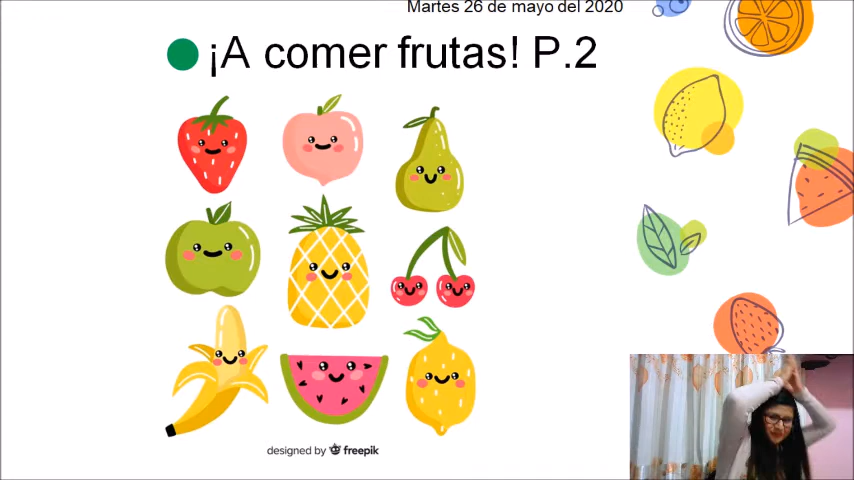 Martes 26 de mayo del 2020
¡A comer frutas! P.2
designed by freepik